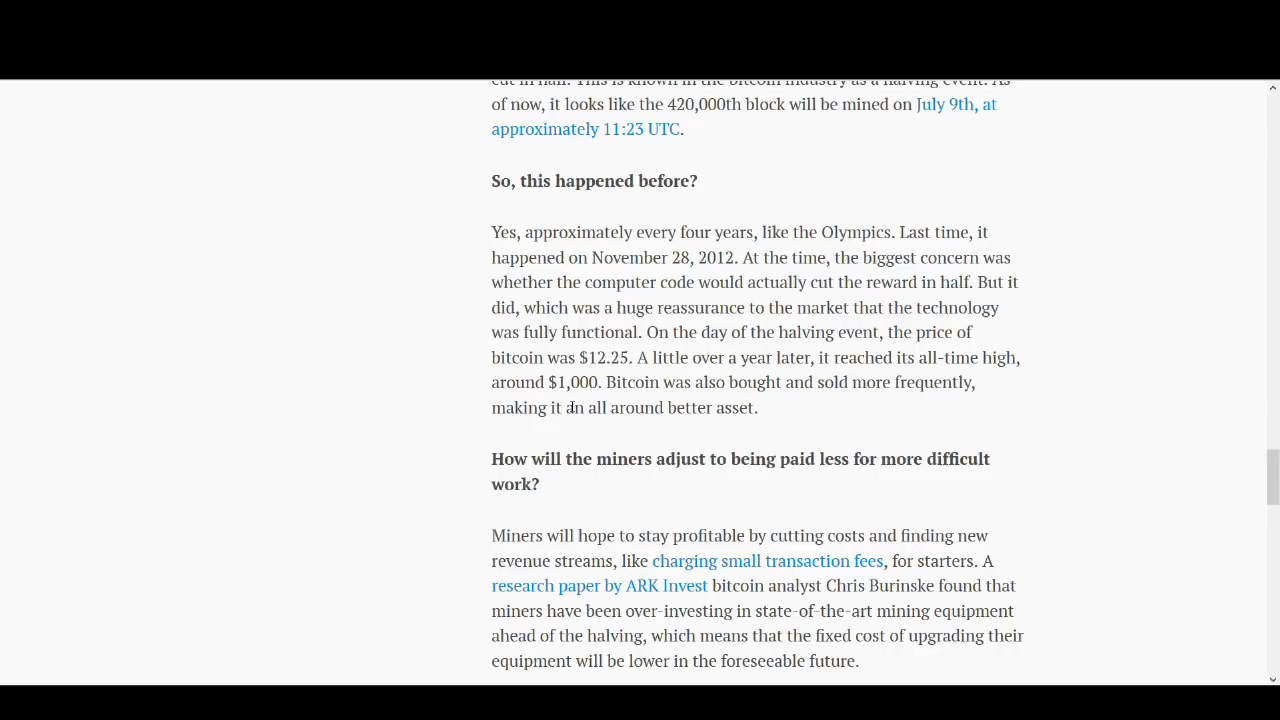 cut in half. This is known in the bitcoin industry as a halving event. As
of now, it looks like the 420,000th block will be mined on July 9th, at
approximately 11:23 UTC.
So, this happened before?
Yes, approximately every four years, like the Olympics. Last time, it
happened on November 28, 2012. At the time, the biggest concern was
whether the computer code would actually cut the reward in half. But it
did, which was a huge reassurance to the market that the technology
was fully functional. On the day of the halving event, the price of
bitcoin was $12.25. A little over a year later, it reached its all-time high,
around $1,000. Bitcoin was also bought and sold more frequently,
making it an all around better asset.
How will the miners adjust to being paid less for more difficult
work?
Miners will hope to stay profitable by cutting costs and finding new
revenue streams, like charging small transaction fees, for starters. A
research paper by ARK Invest bitcoin analyst Chris Burinske found that
miners have been over-investing in state-of-the-art mining equipment
ahead of the halving, which means that the fixed cost of upgrading their
equipment will be lower in the foreseeable future.